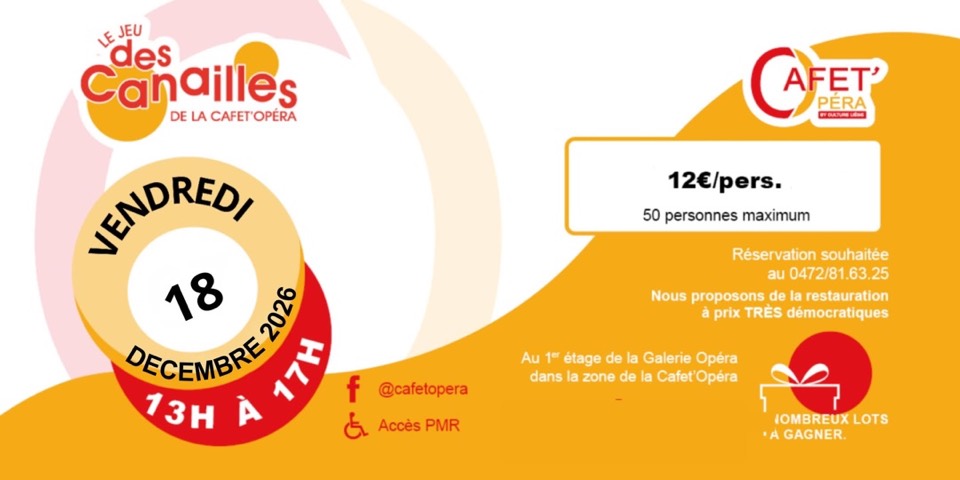 LE JEU
des
Canailles
DE LA CAFET'OPÉRA
CAFET'
OPÉRA
BY CULTURE LIÈGE
VENDREDI
18
DECEMBRE 2026
13H À 17H
12€/pers.
50 personnes maximum
Réservation souhaitée
au 0472/81.63.25
Nous proposons de la restauration
à prix TRÈS démocratiques
Au 1er étage de la Galerie Opéra
dans la zone de la Cafet'Opéra
@cafetopera
Accès PMR
NOMBREUX LOTS
À GAGNER.